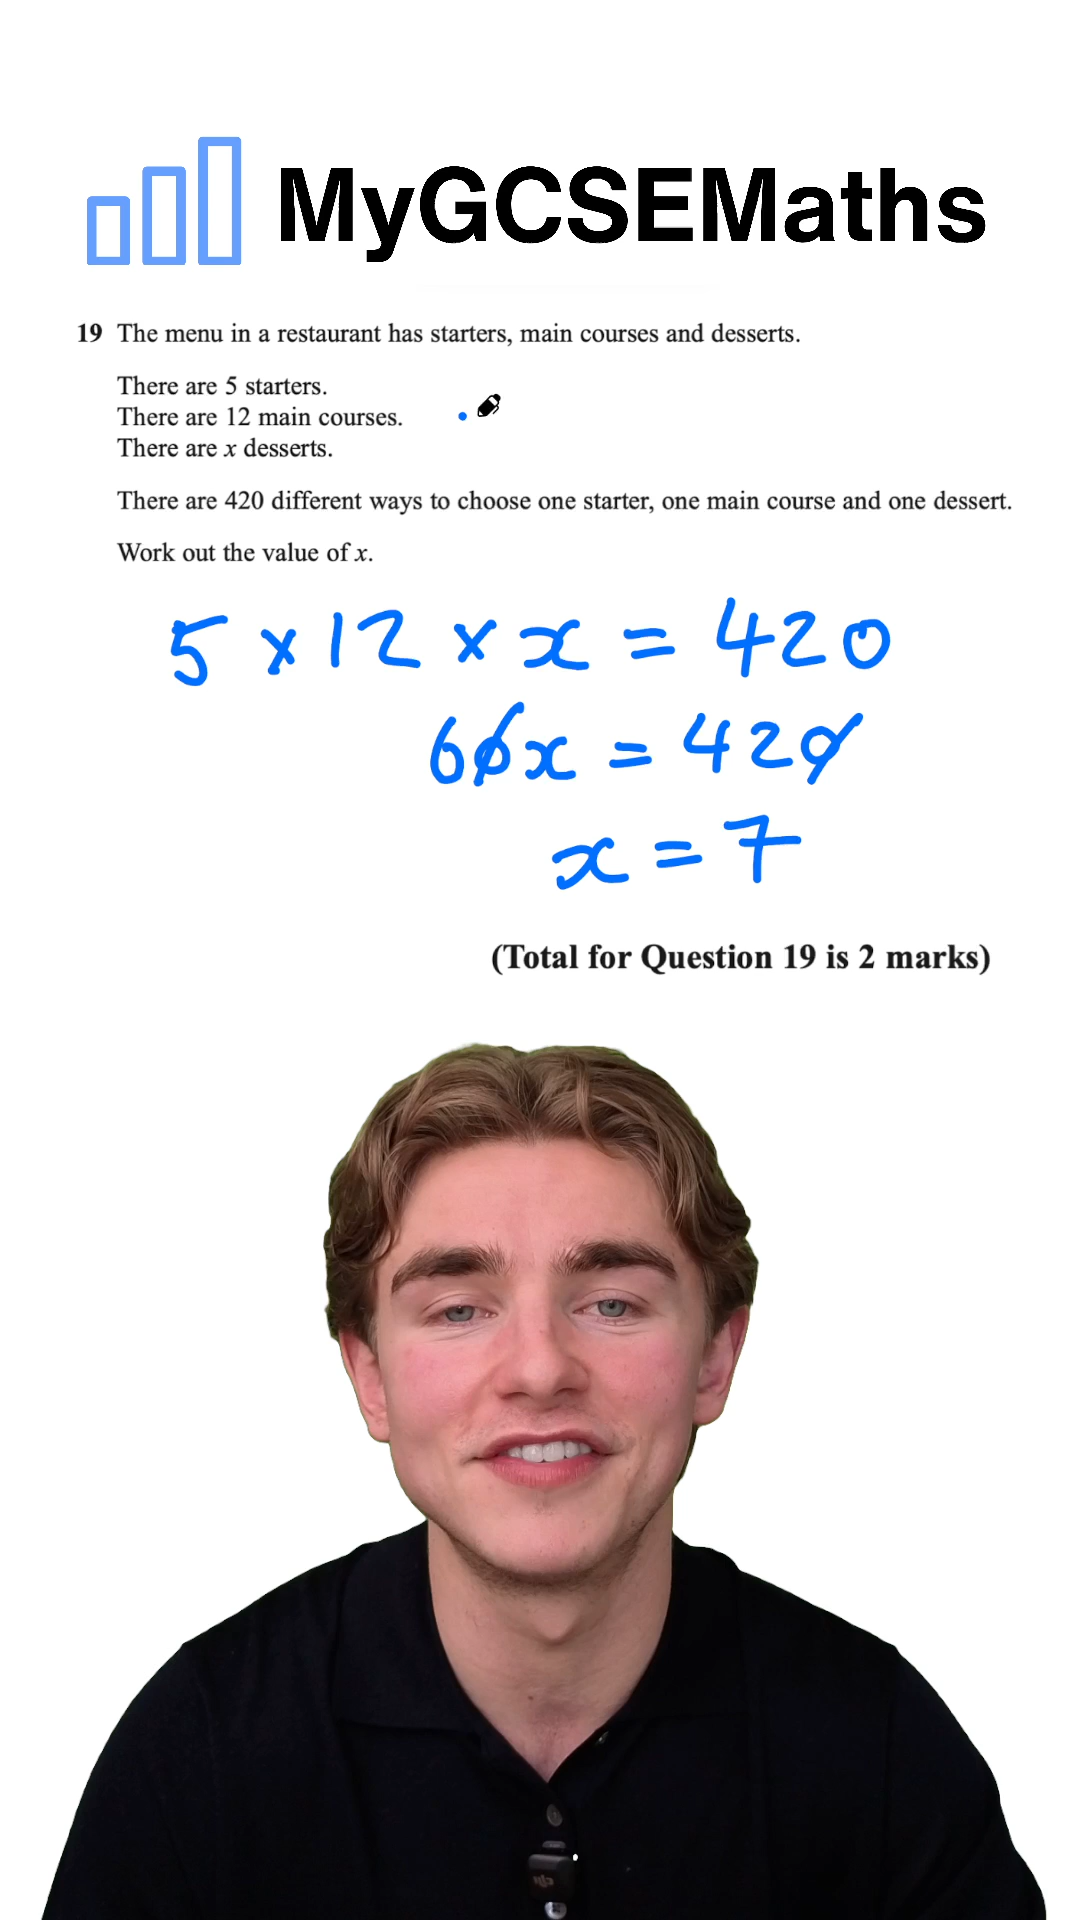 MyGCSEMaths
19 The menu in a restaurant has starters, main courses and desserts.
There are 5 starters.
There are 12 main courses.
There are x desserts.
There are 420 different ways to choose one starter, one main course and one dessert.
Work out the value of x.
5 × 12 × x = 420
60x = 420
x = 7
(Total for Question 19 is 2 marks)
dji